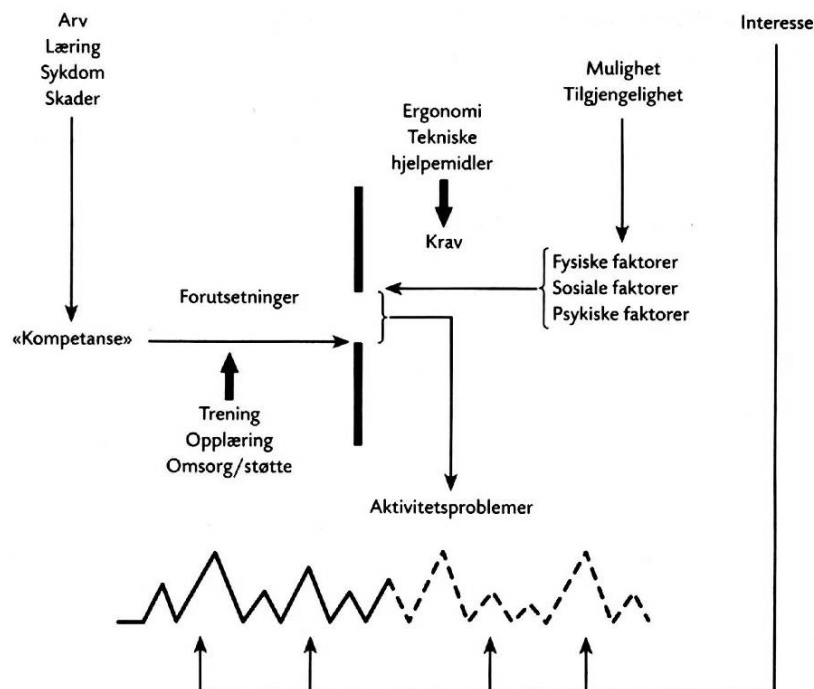 Arv
Læring
Sykdom
Skader
Interesse
Mulighet
Tilgjengelighet
Ergonomi
Tekniske
hjelpemidler
Krav
Fysiske faktorer
Sosiale faktorer
Psykiske faktorer
Forutsetninger
«Kompetanse»
Trening
Opplæring
Omsorg/støtte
Aktivitetsproblemer